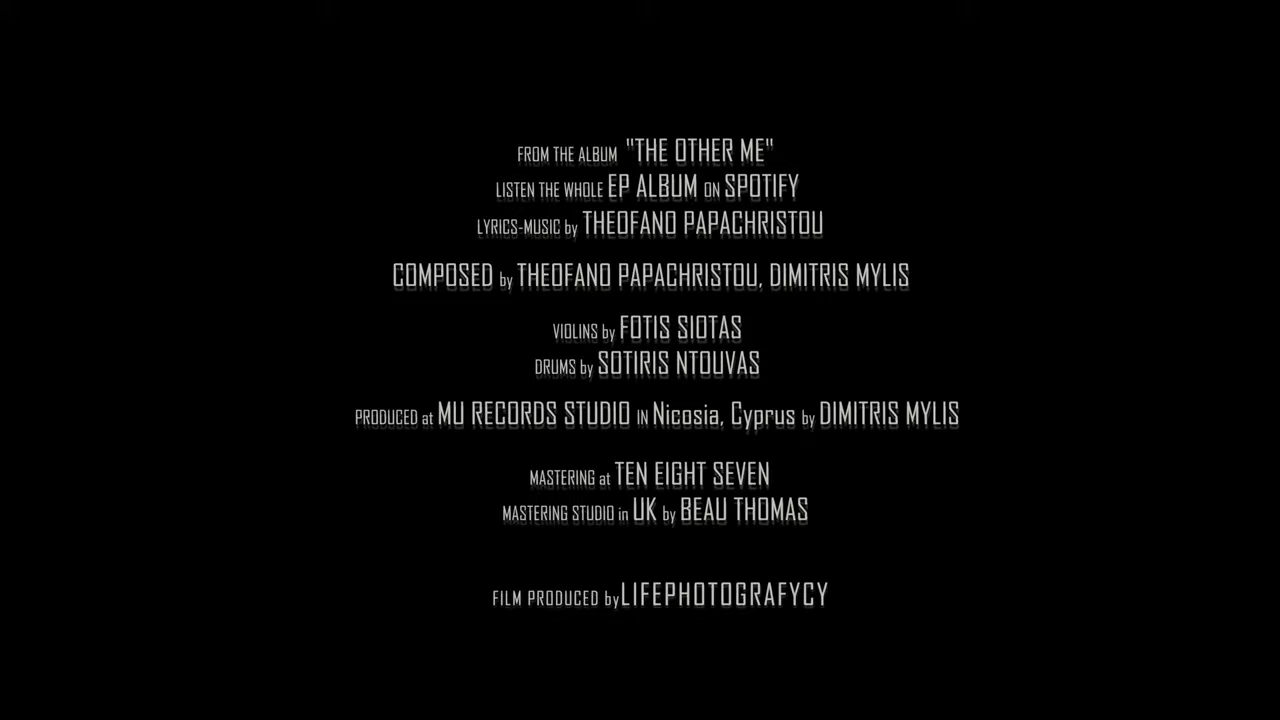 FROM THE ALBUM "THE OTHER ME"
LISTEN THE WHOLE EP ALBUM ON SPOTIFY
LYRICS-MUSIC by THEOFANO PAPACHRISTOU
COMPOSED by THEOFANO PAPACHRISTOU, DIMITRIS MYLIS
VIOLINS by FOTIS SIOTAS
DRUMS by SOTIRIS NTOUVAS
PRODUCED at MU RECORDS STUDIO IN Nicosia, Cyprus by DIMITRIS MYLIS
MASTERING at TEN EIGHT SEVEN
MASTERING STUDIO in UK by BEAU THOMAS
FILM PRODUCED by LIFEPHOTOGRAFYCY